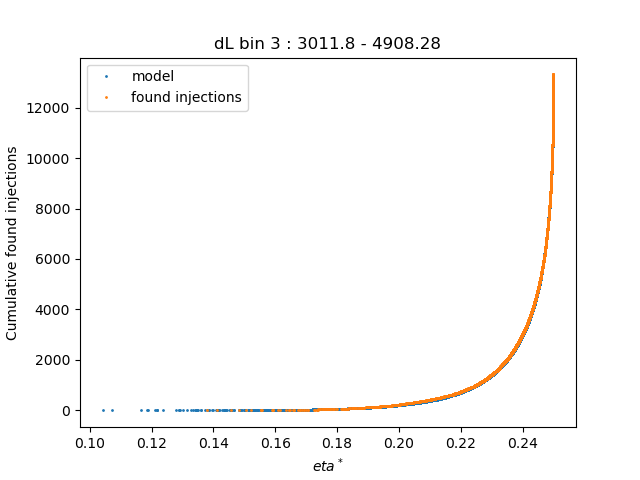 dL bin 3 : 3011.8 - 4908.28
model
found injections
Cumulative found injections
12000
10000
8000
6000
4000
2000
0
0.10 0.12 0.14 0.16 0.18 0.20 0.22 0.24
eta*